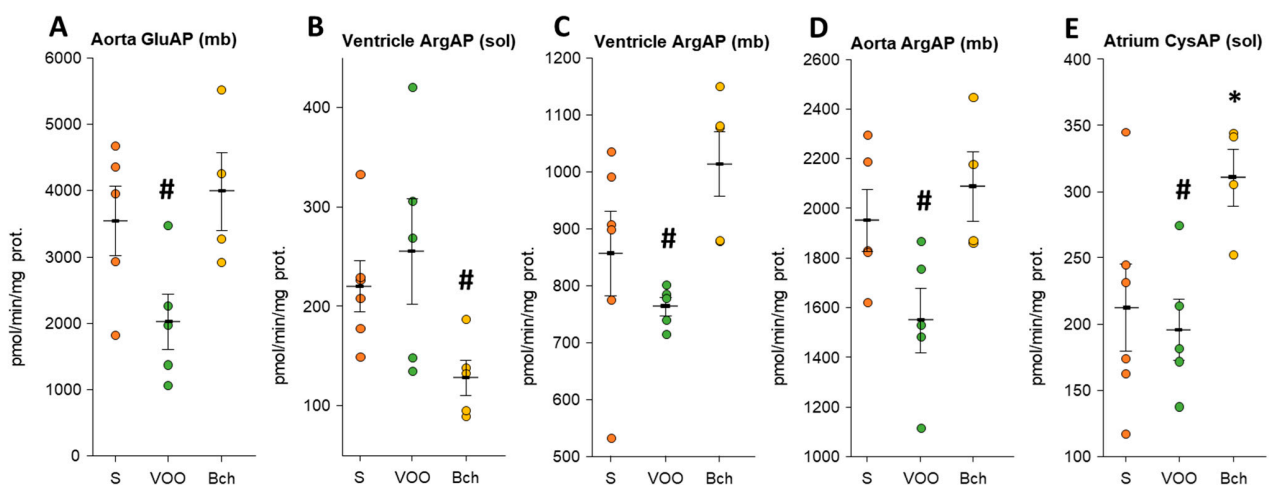 A
Aorta GluAP (mb)
pmol/min/mg prot.
6000
5000
4000
3000
2000
1000
0
#
S VOO Bch
B
Ventricle ArgAP (sol)
pmol/min/mg prot.
400
300
200
100
#
S VOO Bch
C
Ventricle ArgAP (mb)
pmol/min/mg prot.
1200
1100
1000
900
800
700
600
500
#
S VOO Bch
D
Aorta ArgAP (mb)
pmol/min/mg prot.
2600
2400
2200
2000
1800
1600
1400
1200
1000
#
S VOO Bch
E
Atrium CysAP (sol)
pmol/min/mg prot.
400
350
300
250
200
150
100
*
#
S VOO Bch